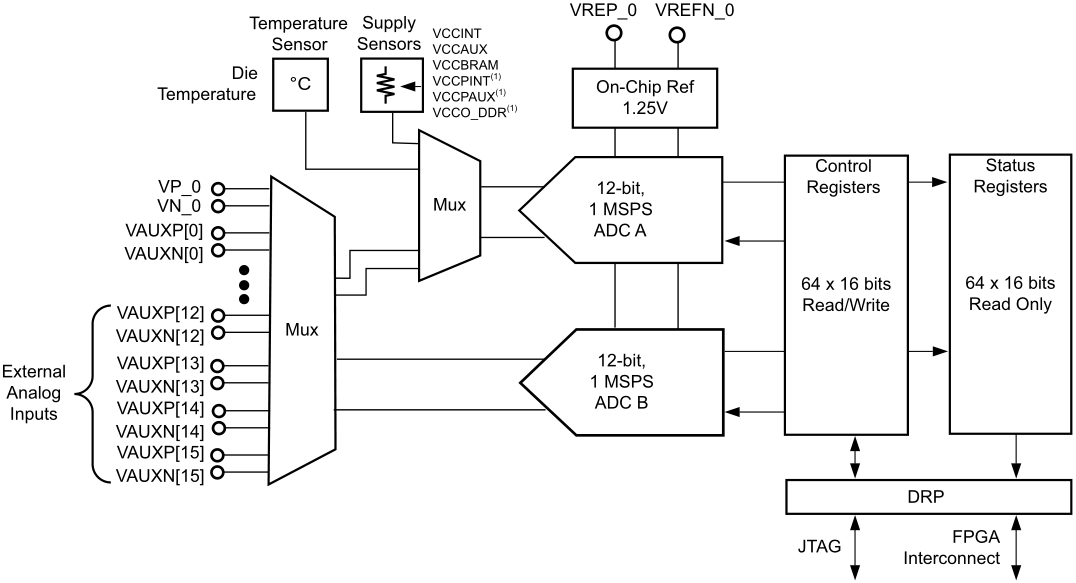 VREP_0 VREFN_0
Temperature
Sensor
Supply
Sensors
VCCINT
VCCAUX
VCCBRAM
VCCPINT(1)
VCCPAUX(1)
VCCO_DDR(1)
Die
Temperature
°C
On-Chip Ref
1.25V
VP_0
VN_0
VAUXP[0]
VAUXN[0]
VAUXP[12]
VAUXN[12]
VAUXP[13]
VAUXN[13]
VAUXP[14]
VAUXN[14]
VAUXP[15]
VAUXN[15]
External
Analog
Inputs
Mux
Mux
12-bit,
1 MSPS
ADC A
12-bit,
1 MSPS
ADC B
Control
Registers
64 x 16 bits
Read/Write
Status
Registers
64 x 16 bits
Read Only
DRP
JTAG
FPGA
Interconnect